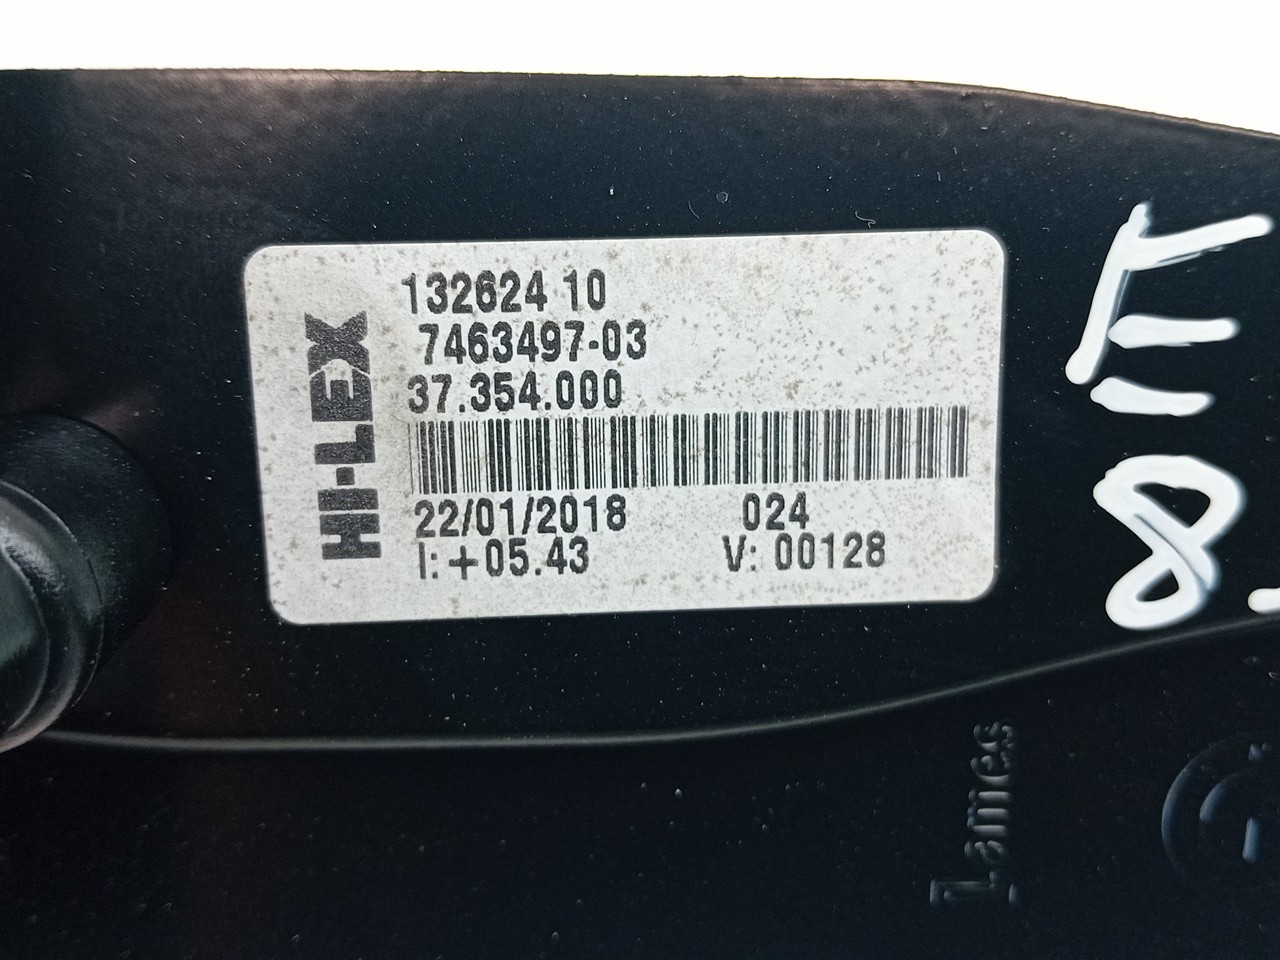 HI-LEX
132624 10
7463497-03
37.354.000
22/01/2018 024
I: +05.43 V: 00128
Lames